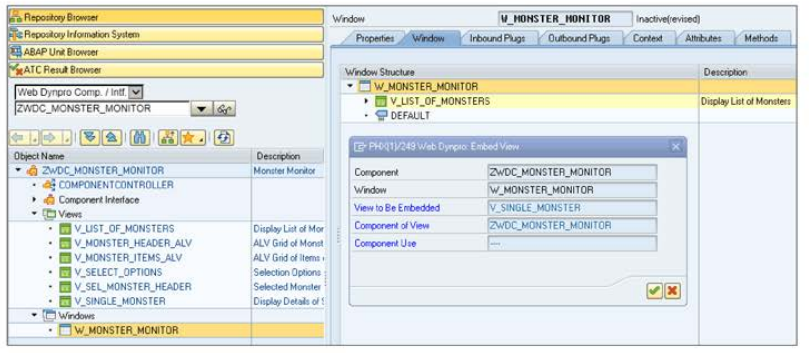 Repository Browser
Repository Information System
ABAP Unit Browser
ATC Result Browser
Web Dynpro Comp. / Intf.
ZWDC_MONSTER_MONITOR
Object Name Description
ZWDC_MONSTER_MONITOR Monster Monitor
COMPONENTCONTROLLER
Component Interface
Views
V_LIST_OF_MONSTERS Display List of Mor
V_MONSTER_HEADER_ALV ALV Grid of Monst
V_MONSTER_ITEMS_ALV ALV Grid of Items
V_SELECT_OPTIONS Selection Options
V_SEL_MONSTER_HEADER Selected Monster
V_SINGLE_MONSTER Display Details of S
Windows
W_MONSTER_MONITOR
Window W_MONSTER_MONITOR Inactive(revised)
Properties Window Inbound Plugs Outbound Plugs Context Attributes Methods
Window Structure Description
W_MONSTER_MONITOR
V_LIST_OF_MONSTERS Display List of Monsters
DEFAULT
PHX(1)/249 Web Dynpro: Embed View
Component ZWDC_MONSTER_MONITOR
Window W_MONSTER_MONITOR
View to Be Embedded V_SINGLE_MONSTER
Component of View ZWDC_MONSTER_MONITOR
Component Use ---